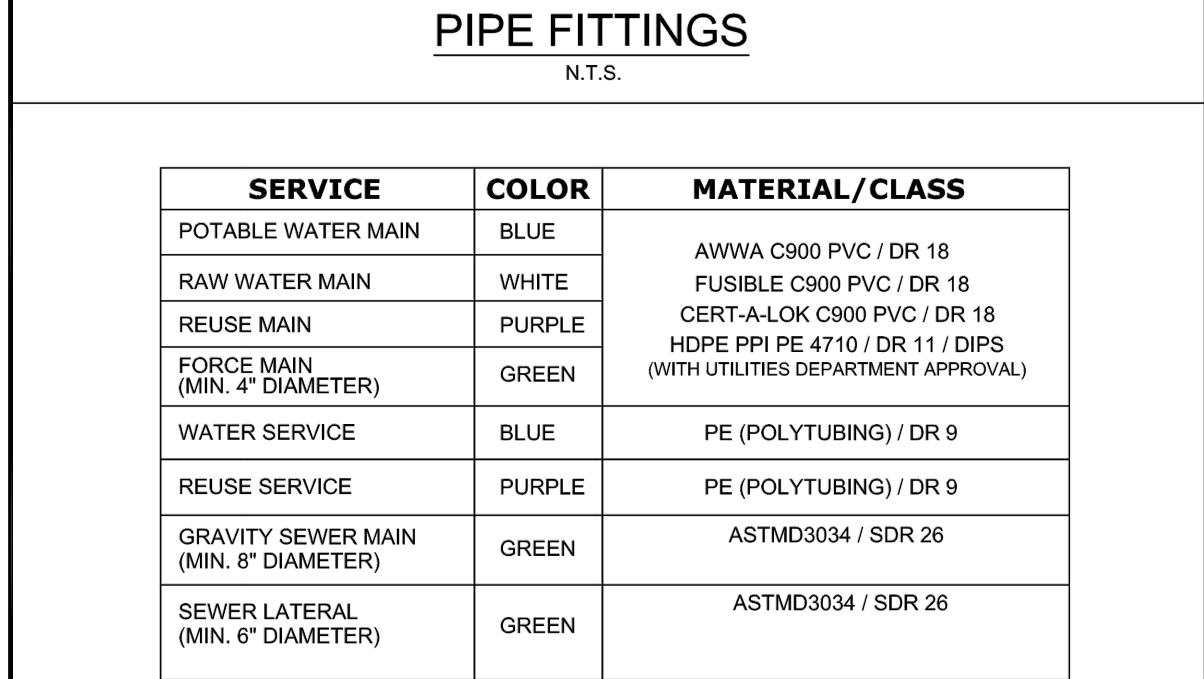 PIPE FITTINGS
N.T.S.
SERVICE COLOR MATERIAL/CLASS
POTABLE WATER MAIN BLUE
RAW WATER MAIN WHITE
REUSE MAIN PURPLE
FORCE MAIN
(MIN. 4" DIAMETER) GREEN
AWWA C900 PVC / DR 18
FUSIBLE C900 PVC / DR 18
CERT-A-LOK C900 PVC / DR 18
HDPE PPI PE 4710 / DR 11 / DIPS
(WITH UTILITIES DEPARTMENT APPROVAL)
WATER SERVICE BLUE PE (POLYTUBING) / DR 9
REUSE SERVICE PURPLE PE (POLYTUBING) / DR 9
GRAVITY SEWER MAIN
(MIN. 8" DIAMETER) GREEN ASTMD3034 / SDR 26
SEWER LATERAL
(MIN. 6" DIAMETER) GREEN ASTMD3034 / SDR 26